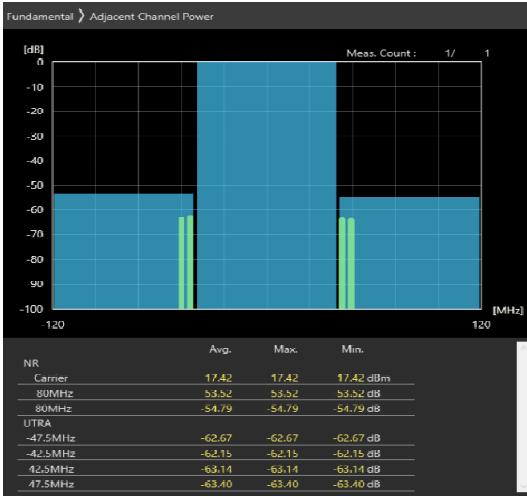 Fundamental ❯ Adjacent Channel Power
[dB]
Meas. Count : 1/ 1
0
-10
-20
-30
-40
-50
-60
-70
-80
90
-100
[MHz]
-120
120
Avg. Max. Min.
NR
Carrier 17.42 17.42 17.42 dBm
80MHz 53.52 53.52 53.52 dB
80MHz -54.79 -54.79 -54.79 dB
UTRA
-47.5MHz -62.67 -62.67 -62.67 dB
-42.5MHz -62.15 -62.15 -62.15 dB
42.5MHz -63.14 -63.14 -63.14 dB
47.5MHz -63.40 -63.40 -63.40 dB